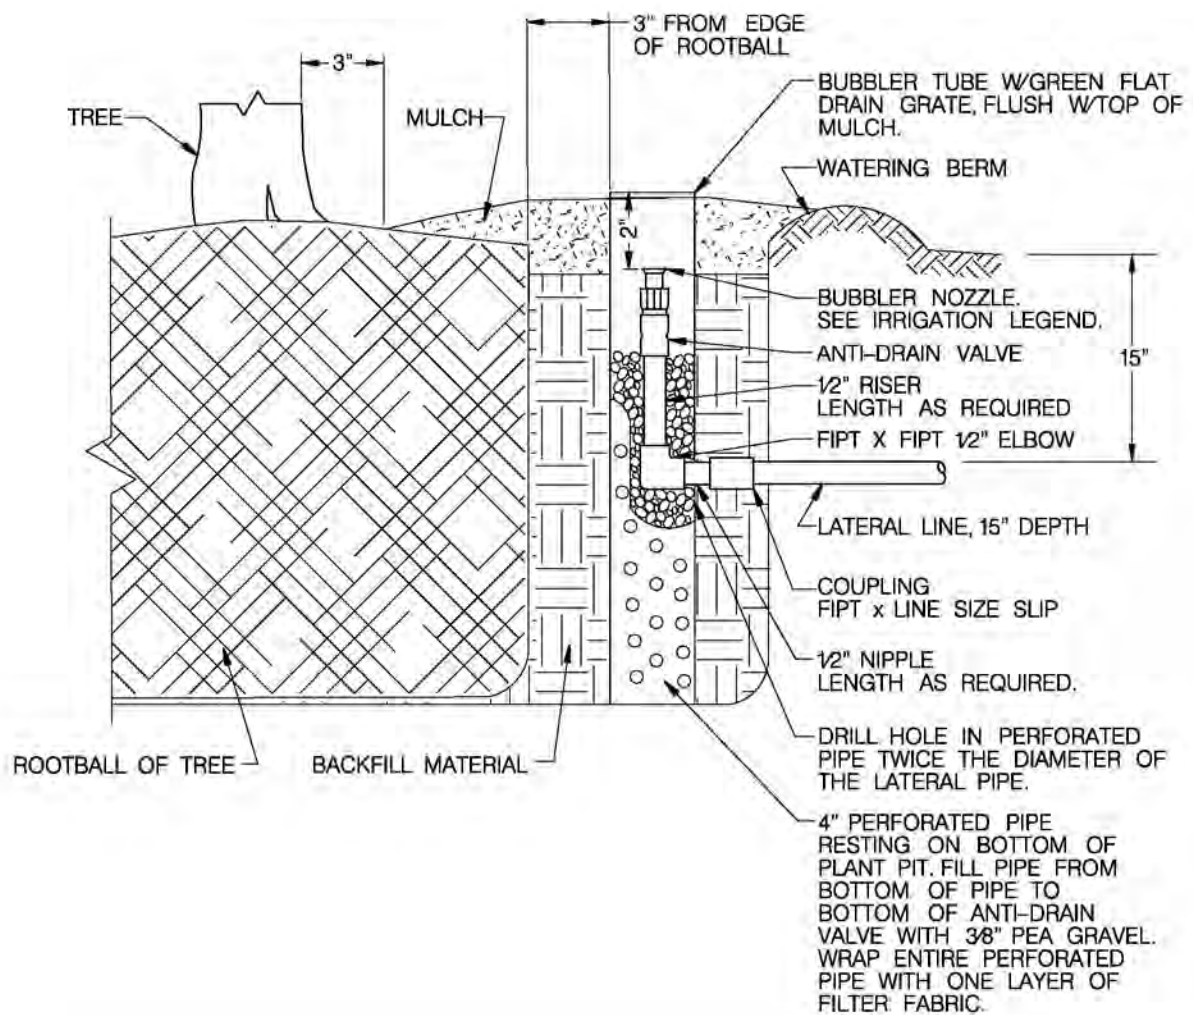 3" FROM EDGE
OF ROOTBALL
3"
BUBBLER TUBE W/GREEN FLAT
DRAIN GRATE, FLUSH W/TOP OF
MULCH.
TREE
MULCH
WATERING BERM
2"
BUBBLER NOZZLE.
SEE IRRIGATION LEGEND.
ANTI-DRAIN VALVE
15"
1/2" RISER
LENGTH AS REQUIRED
FIPT X FIPT 1/2" ELBOW
LATERAL LINE, 15" DEPTH
COUPLING
FIPT x LINE SIZE SLIP
1/2" NIPPLE
LENGTH AS REQUIRED.
ROOTBALL OF TREE
BACKFILL MATERIAL
DRILL HOLE IN PERFORATED
PIPE TWICE THE DIAMETER OF
THE LATERAL PIPE.
4" PERFORATED PIPE
RESTING ON BOTTOM OF
PLANT PIT. FILL PIPE FROM
BOTTOM OF PIPE TO
BOTTOM OF ANTI-DRAIN
VALVE WITH 3/8" PEA GRAVEL.
WRAP ENTIRE PERFORATED
PIPE WITH ONE LAYER OF
FILTER FABRIC.